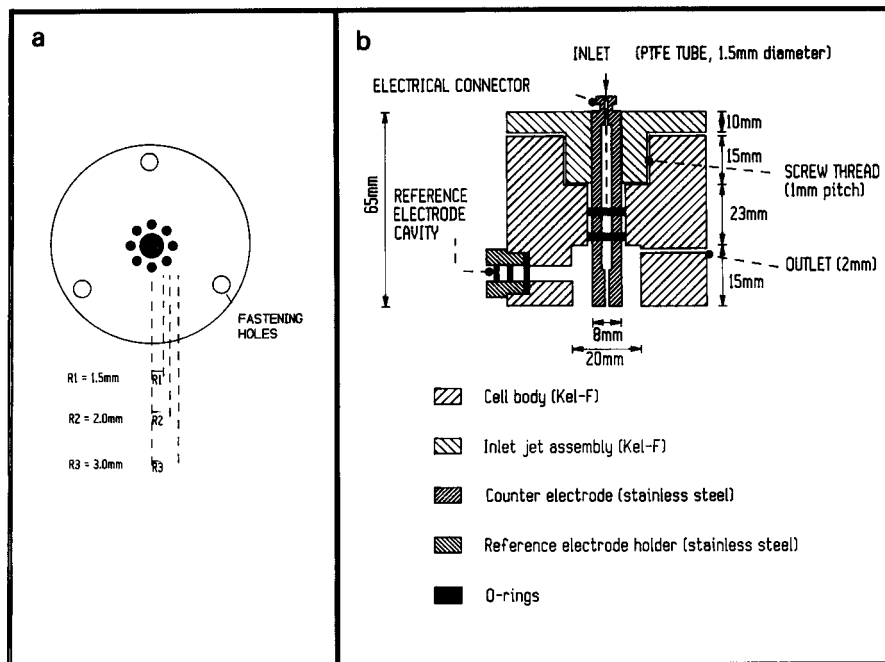 a
FASTENING
HOLES
R1 = 1.5mm
R1
R2 = 2.0mm
R2
R3 = 3.0mm
R3
b
INLET (PTFE TUBE, 1.5mm diameter)
ELECTRICAL CONNECTOR
10mm
15mm
SCREW THREAD
(1mm pitch)
65mm
REFERENCE
ELECTRODE
CAVITY
23mm
OUTLET (2mm)
15mm
8mm
20mm
Cell body (Kel-F)
Inlet jet assembly (Kel-F)
Counter electrode (stainless steel)
Reference electrode holder (stainless steel)
O-rings